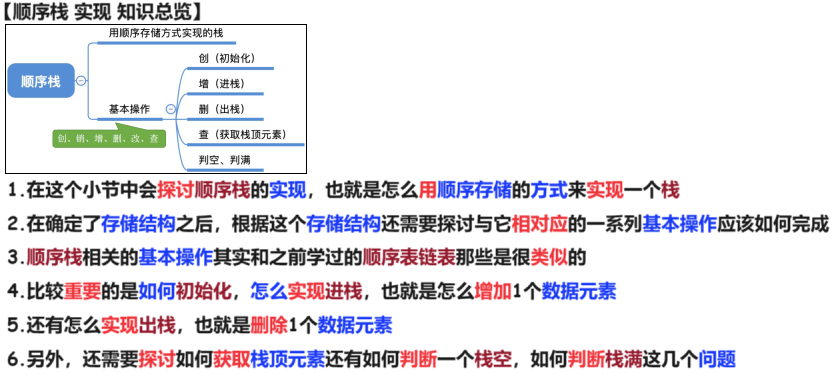 【顺序栈 实现 知识总览】
用顺序存储方式实现的栈
创（初始化）
增（进栈）
顺序栈
基本操作
删（出栈）
创、销、增、删、改、查
查（获取栈顶元素）
判空、判满
1.在这个小节中会探讨顺序栈的实现，也就是怎么用顺序存储的方式来实现一个栈
2.在确定了存储结构之后，根据这个存储结构还需要探讨与它相对应的一系列基本操作应该如何完成
3.顺序栈相关的基本操作其实和之前学过的顺序表链表那些是很类似的
4.比较重要的是如何初始化，怎么实现进栈，也就是怎么增加1个数据元素
5.还有怎么实现出栈，也就是删除1个数据元素
6.另外，还需要探讨如何获取栈顶元素还有如何判断一个栈空，如何判断栈满这几个问题